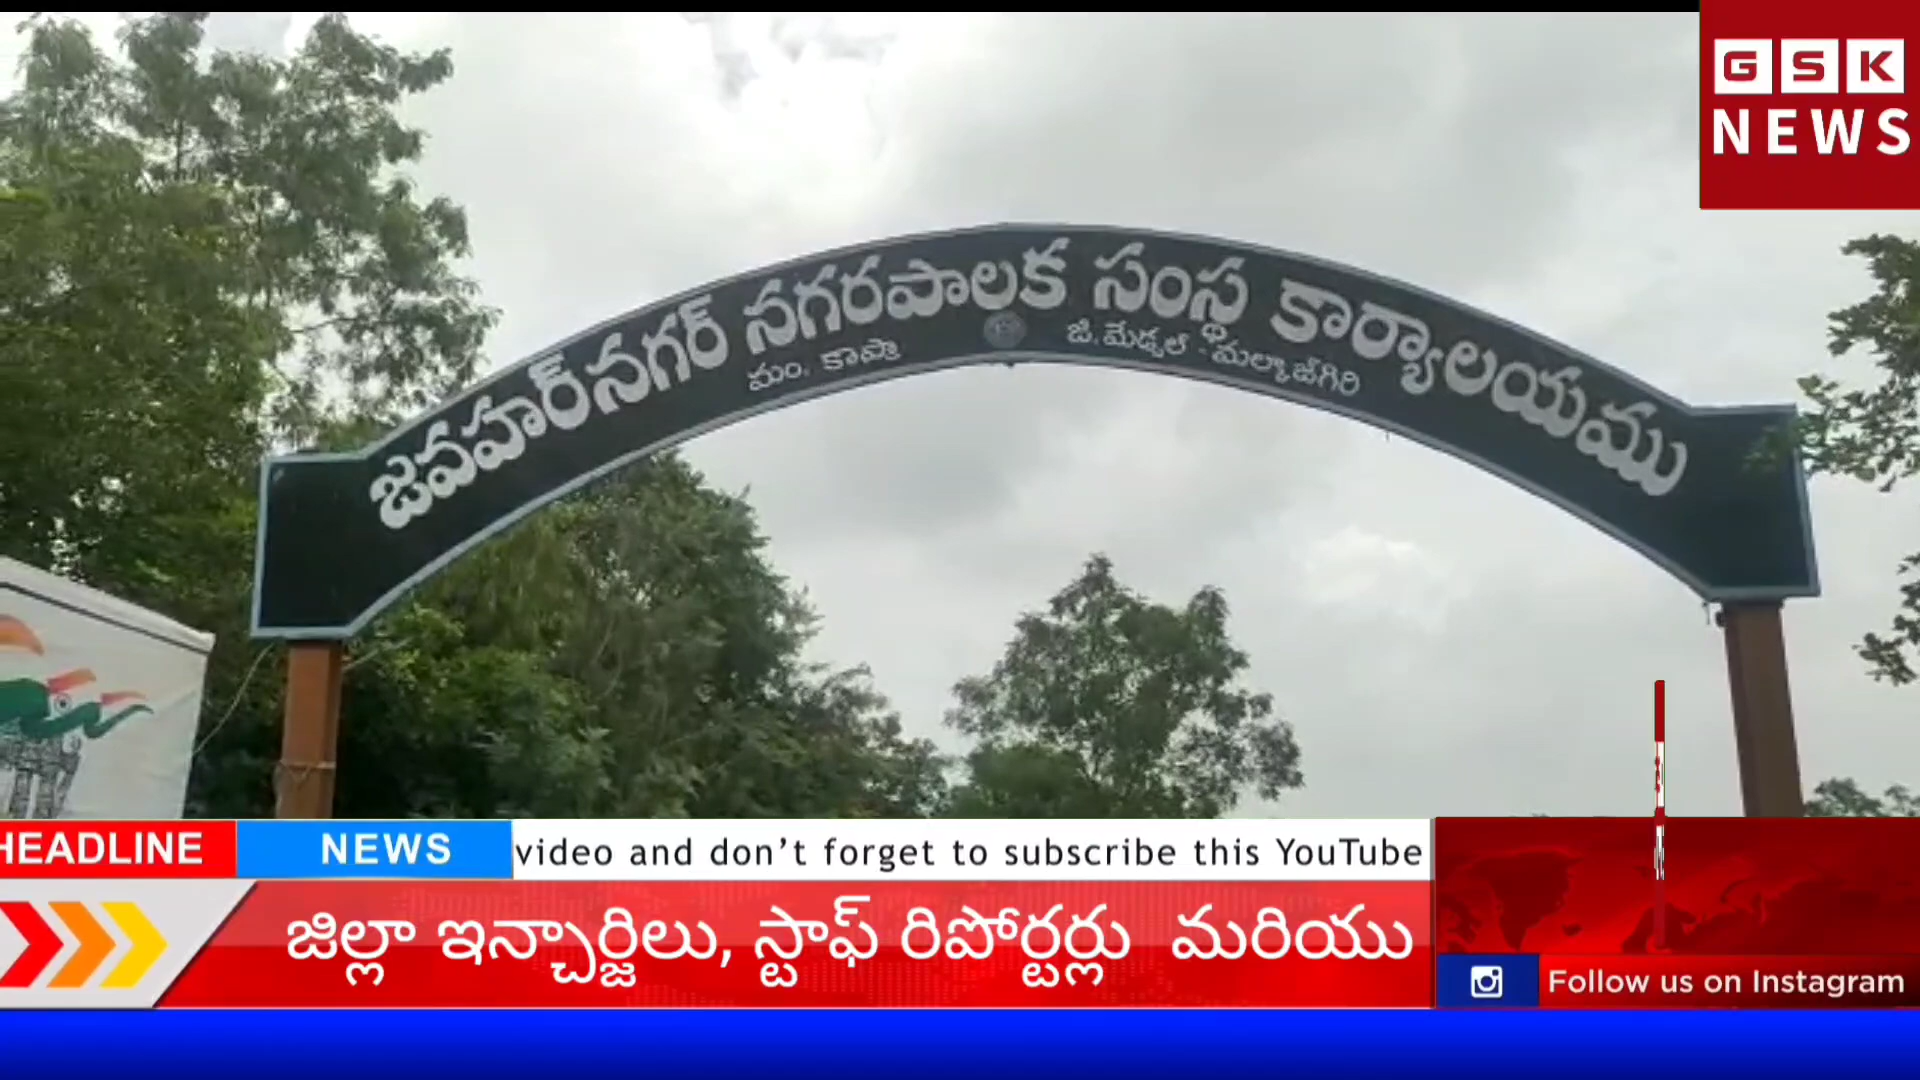 GSK
NEWS
జవహర్‌నగర్ నగరపాలక సంస్థ కార్యాలయము
మం. కాప్రా
జి. మేడ్చల్ - మల్కాజ్‌గిరి
HEADLINE
NEWS
video and don't forget to subscribe this YouTube
జిల్లా ఇన్చార్జిలు, స్టాఫ్ రిపోర్టర్లు మరియు
Follow us on Instagram